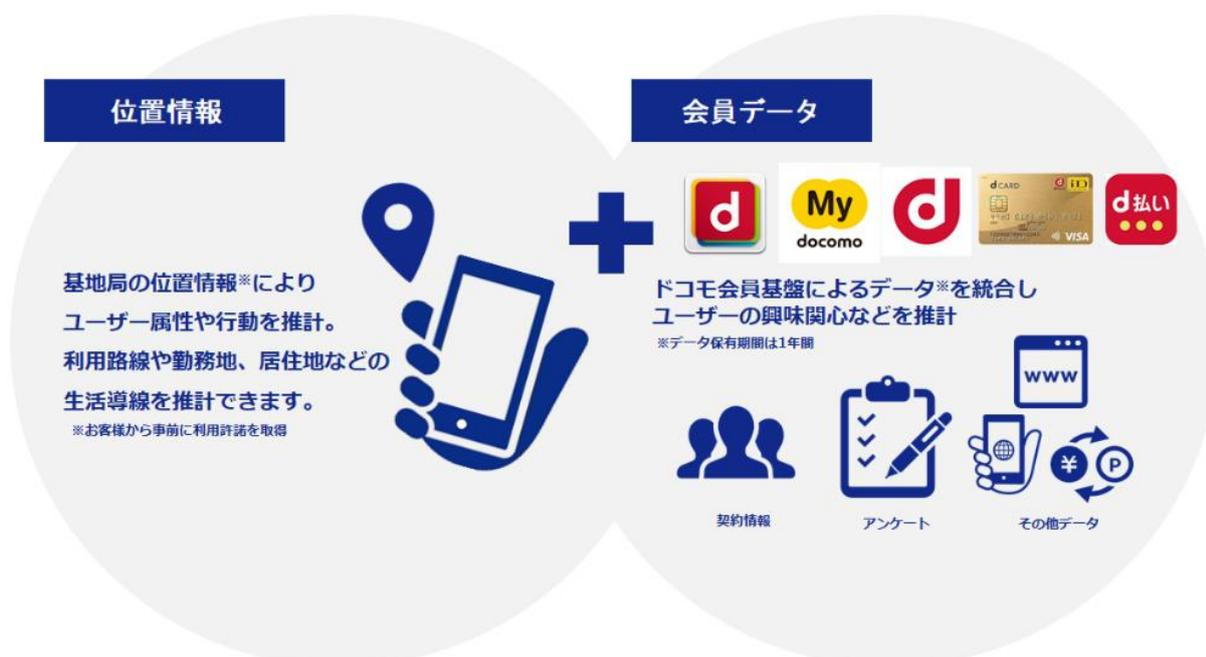 位置情報
基地局の位置情報※により
ユーザー属性や行動を推計。
利用路線や勤務地、居住地などの
生活導線を推計できます。
※お客様から事前に利用許諾を取得
会員データ
d
My
docomo
d
d CARD
iD
VISA
d払い
ドコモ会員基盤によるデータ※を統合し
ユーザーの興味関心などを推計
※データ保有期間は1年間
www
¥
P
契約情報
アンケート
その他データ